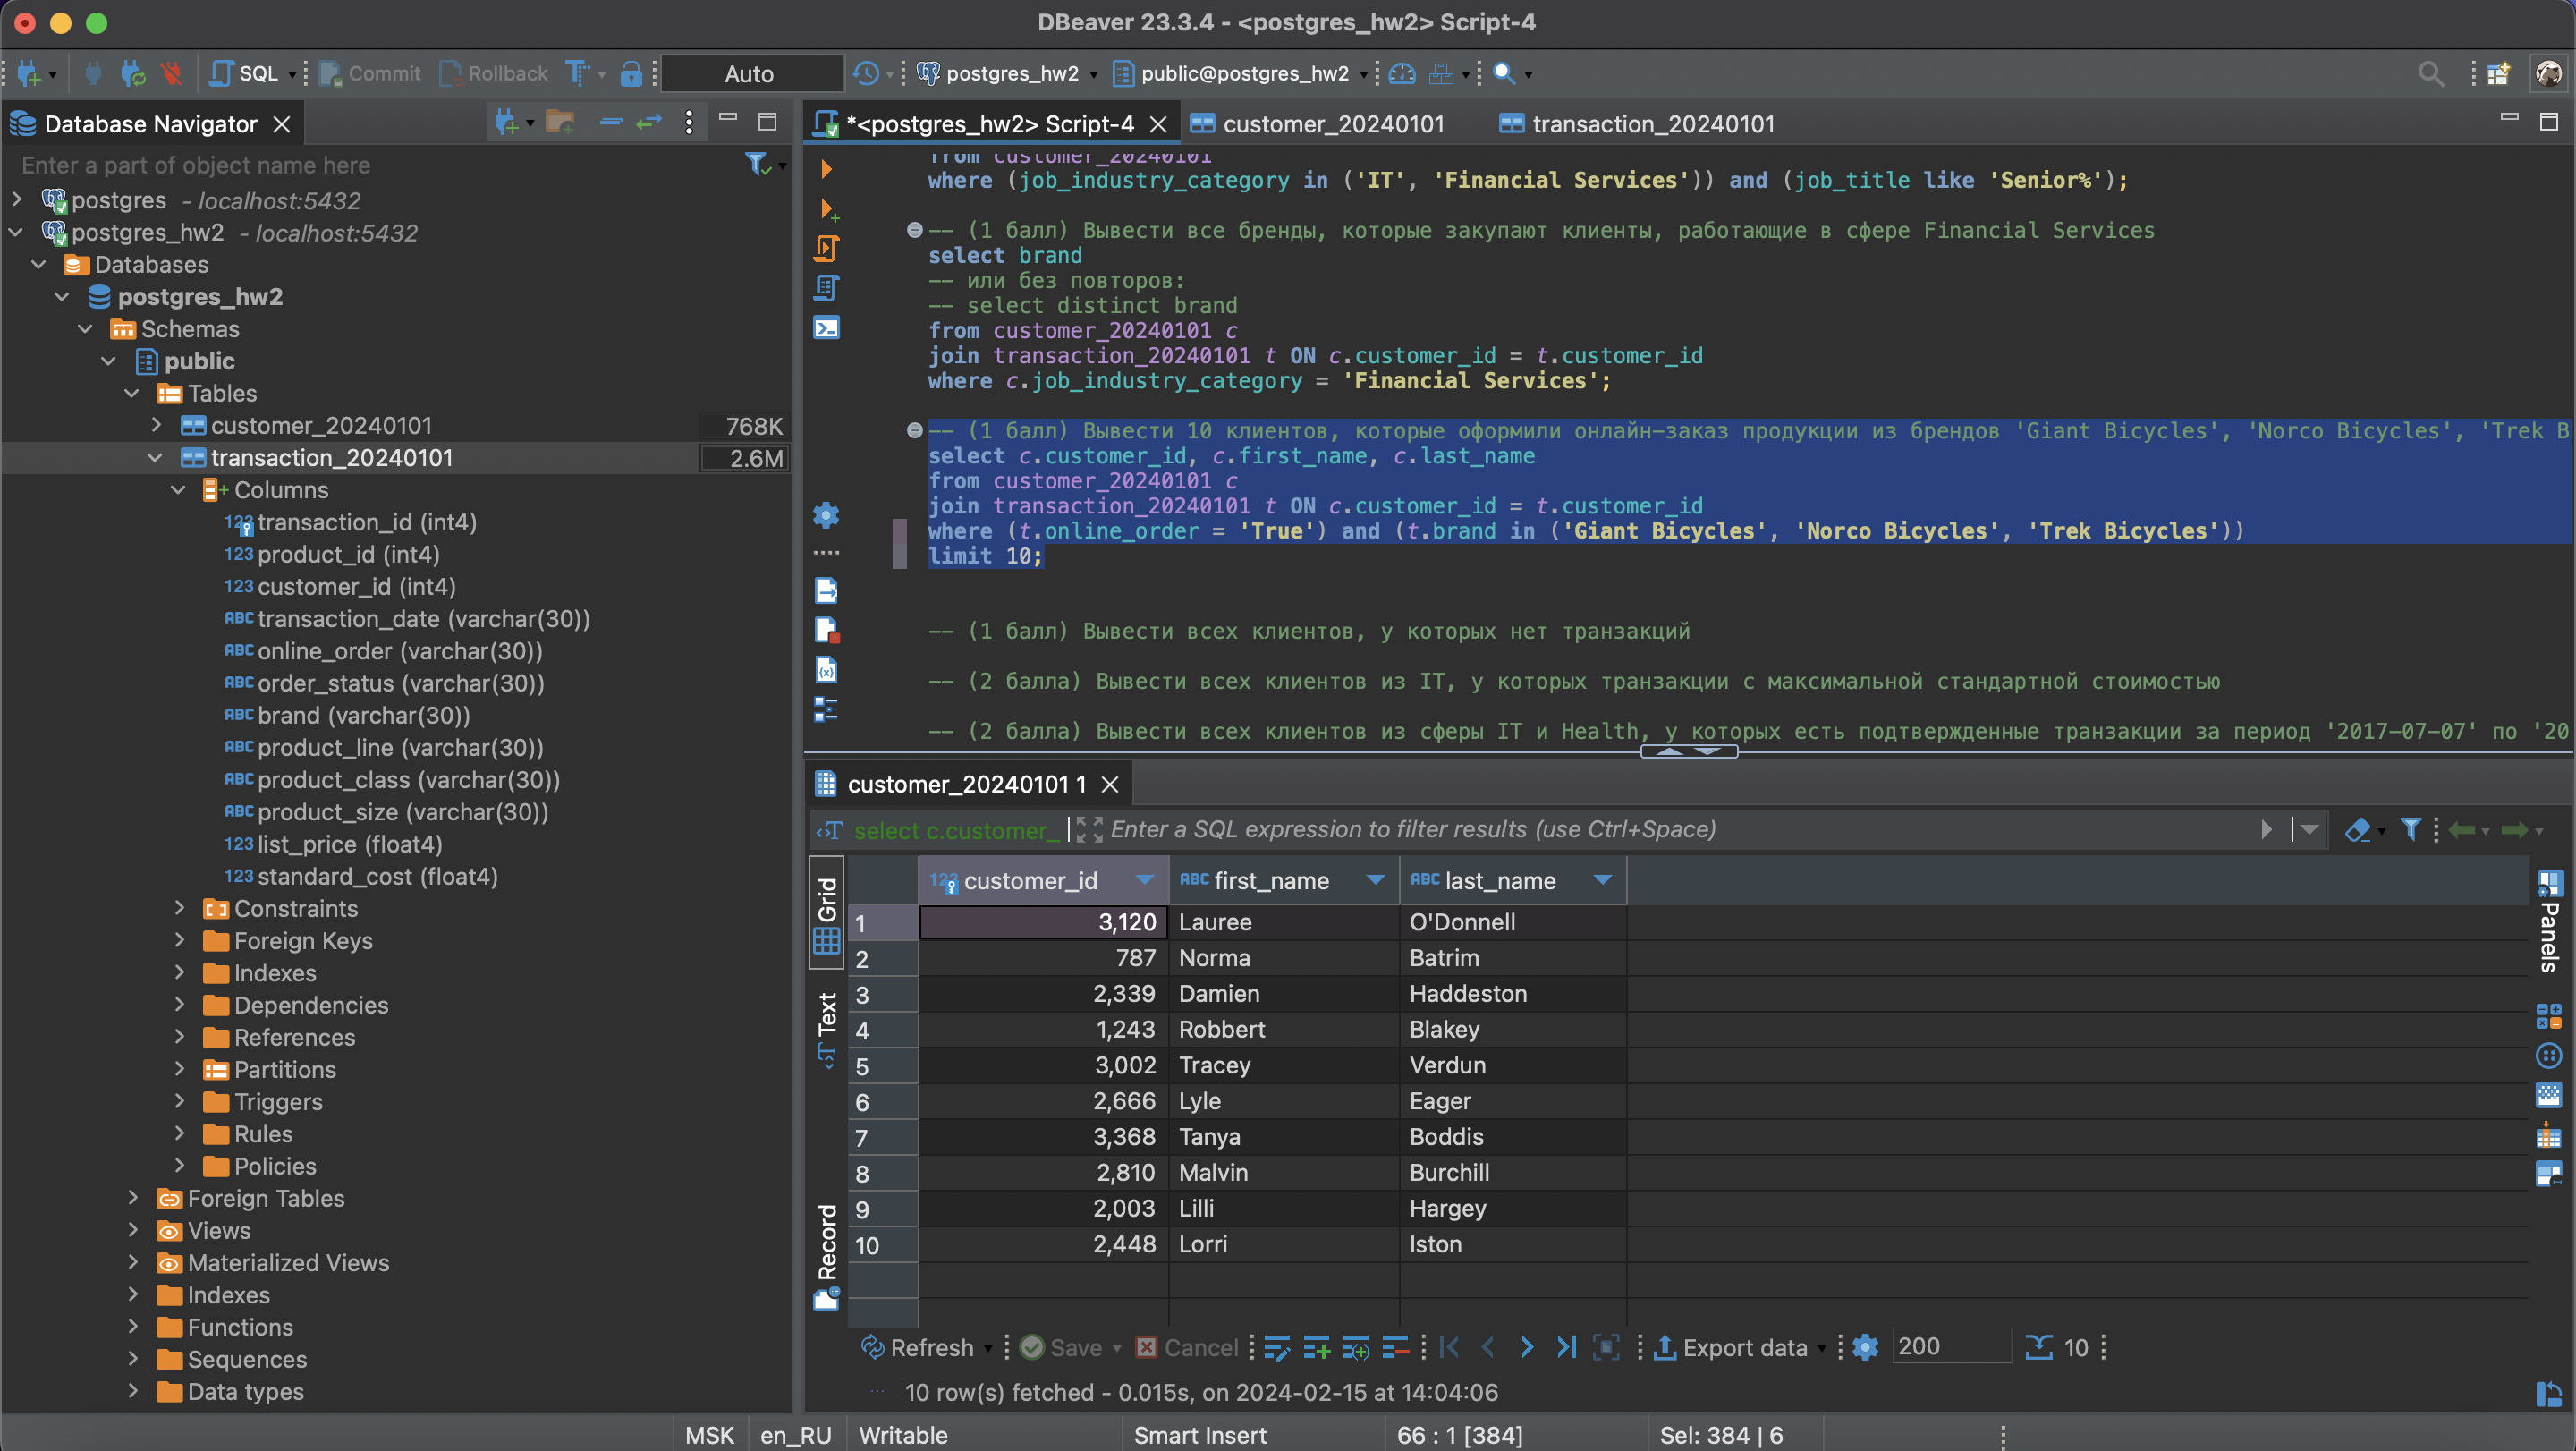 DBeaver 23.3.4 - <postgres_hw2> Script-4
SQL Commit Rollback Auto postgres_hw2 public@postgres_hw2
Database Navigator
Enter a part of object name here
postgres - localhost:5432
postgres_hw2 - localhost:5432
Databases
postgres_hw2
Schemas
public
Tables
customer_20240101 768K
transaction_20240101 2.6M
Columns
123 transaction_id (int4)
123 product_id (int4)
123 customer_id (int4)
ABC transaction_date (varchar(30))
ABC online_order (varchar(30))
ABC order_status (varchar(30))
ABC brand (varchar(30))
ABC product_line (varchar(30))
ABC product_class (varchar(30))
ABC product_size (varchar(30))
123 list_price (float4)
123 standard_cost (float4)
Constraints
Foreign Keys
Indexes
Dependencies
References
Partitions
Triggers
Rules
Policies
Foreign Tables
Views
Materialized Views
Indexes
Functions
Sequences
Data types
*<postgres_hw2> Script-4 customer_20240101 transaction_20240101
from customer_20240101
where (job_industry_category in ('IT', 'Financial Services')) and (job_title like 'Senior%');
-- (1 балл) Вывести все бренды, которые закупают клиенты, работающие в сфере Financial Services
select brand
-- или без повторов:
-- select distinct brand
from customer_20240101 c
join transaction_20240101 t ON c.customer_id = t.customer_id
where c.job_industry_category = 'Financial Services';
-- (1 балл) Вывести 10 клиентов, которые оформили онлайн-заказ продукции из брендов 'Giant Bicycles', 'Norco Bicycles', 'Trek B
select c.customer_id, c.first_name, c.last_name
from customer_20240101 c
join transaction_20240101 t ON c.customer_id = t.customer_id
where (t.online_order = 'True') and (t.brand in ('Giant Bicycles', 'Norco Bicycles', 'Trek Bicycles'))
limit 10;
-- (1 балл) Вывести всех клиентов, у которых нет транзакций
-- (2 балла) Вывести всех клиентов из IT, у которых транзакции с максимальной стандартной стоимостью
-- (2 балла) Вывести всех клиентов из сферы IT и Health, у которых есть подтвержденные транзакции за период '2017-07-07' по '20
customer_20240101 1
select c.customer_ Enter a SQL expression to filter results (use Ctrl+Space)
Grid
Text
Record
123 customer_id ABC first_name ABC last_name
1 3,120 Lauree O'Donnell
2 787 Norma Batrim
3 2,339 Damien Haddeston
4 1,243 Robbert Blakey
5 3,002 Tracey Verdun
6 2,666 Lyle Eager
7 3,368 Tanya Boddis
8 2,810 Malvin Burchill
9 2,003 Lilli Hargey
10 2,448 Lorri Iston
Panels
Refresh Save Cancel Export data 200 10
10 row(s) fetched - 0.015s, on 2024-02-15 at 14:04:06
MSK en_RU Writable Smart Insert 66 : 1 [384] Sel: 384 | 6